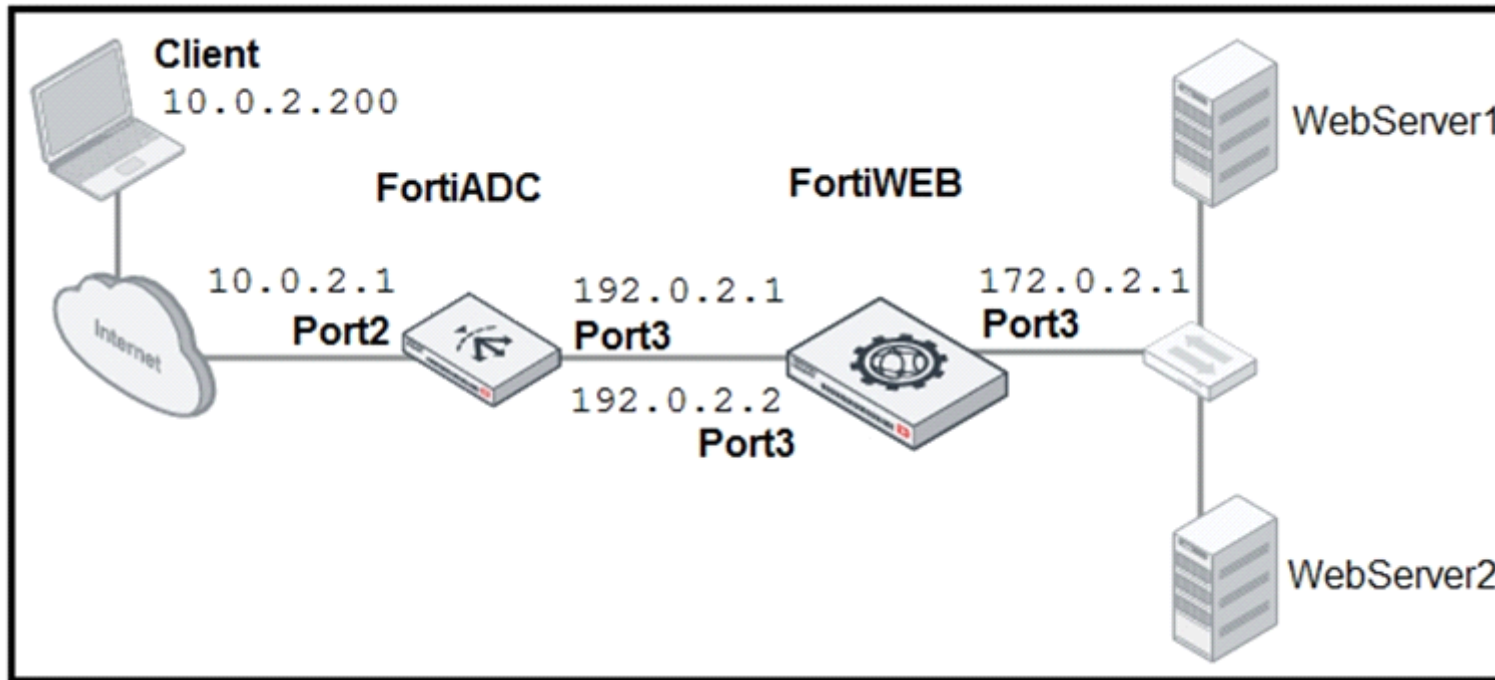 Client
10.0.2.200
FortiADC
FortiWEB
WebServer1
10.0.2.1
Port2
192.0.2.1
Port3
172.0.2.1
Port3
Internet
192.0.2.2
Port3
WebServer2